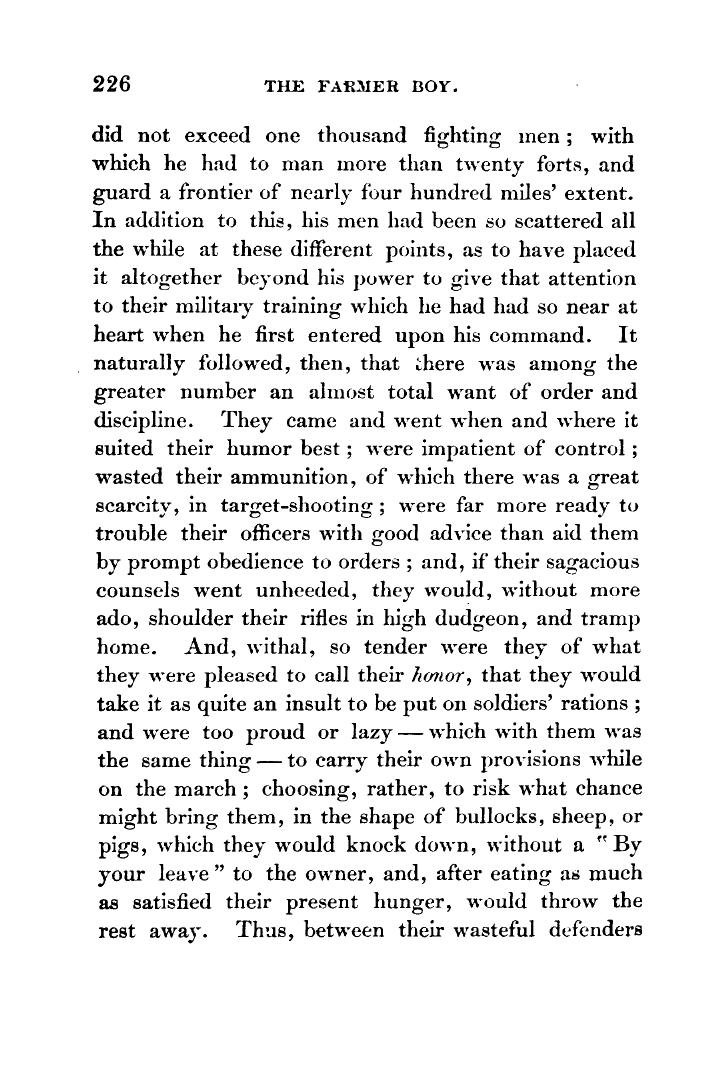 226 THE FARMER BOY.
did not exceed one thousand fighting men ; with
which he had to man more than twenty forts, and
guard a frontier of nearly four hundred miles' extent.
In addition to this, his men had been so scattered all
the while at these different points, as to have placed
it altogether beyond his power to give that attention
to their military training which he had had so near at
heart when he first entered upon his command. It
naturally followed, then, that there was among the
greater number an almost total want of order and
discipline. They came and went when and where it
suited their humor best ; were impatient of control ;
wasted their ammunition, of which there was a great
scarcity, in target-shooting ; were far more ready to
trouble their officers with good advice than aid them
by prompt obedience to orders ; and, if their sagacious
counsels went unheeded, they would, without more
ado, shoulder their rifles in high dudgeon, and tramp
home. And, withal, so tender were they of what
they were pleased to call their honor, that they would
take it as quite an insult to be put on soldiers' rations ;
and were too proud or lazy — which with them was
the same thing — to carry their own provisions while
on the march ; choosing, rather, to risk what chance
might bring them, in the shape of bullocks, sheep, or
pigs, which they would knock down, without a " By
your leave " to the owner, and, after eating as much
as satisfied their present hunger, would throw the
rest away. Thus, between their wasteful defenders